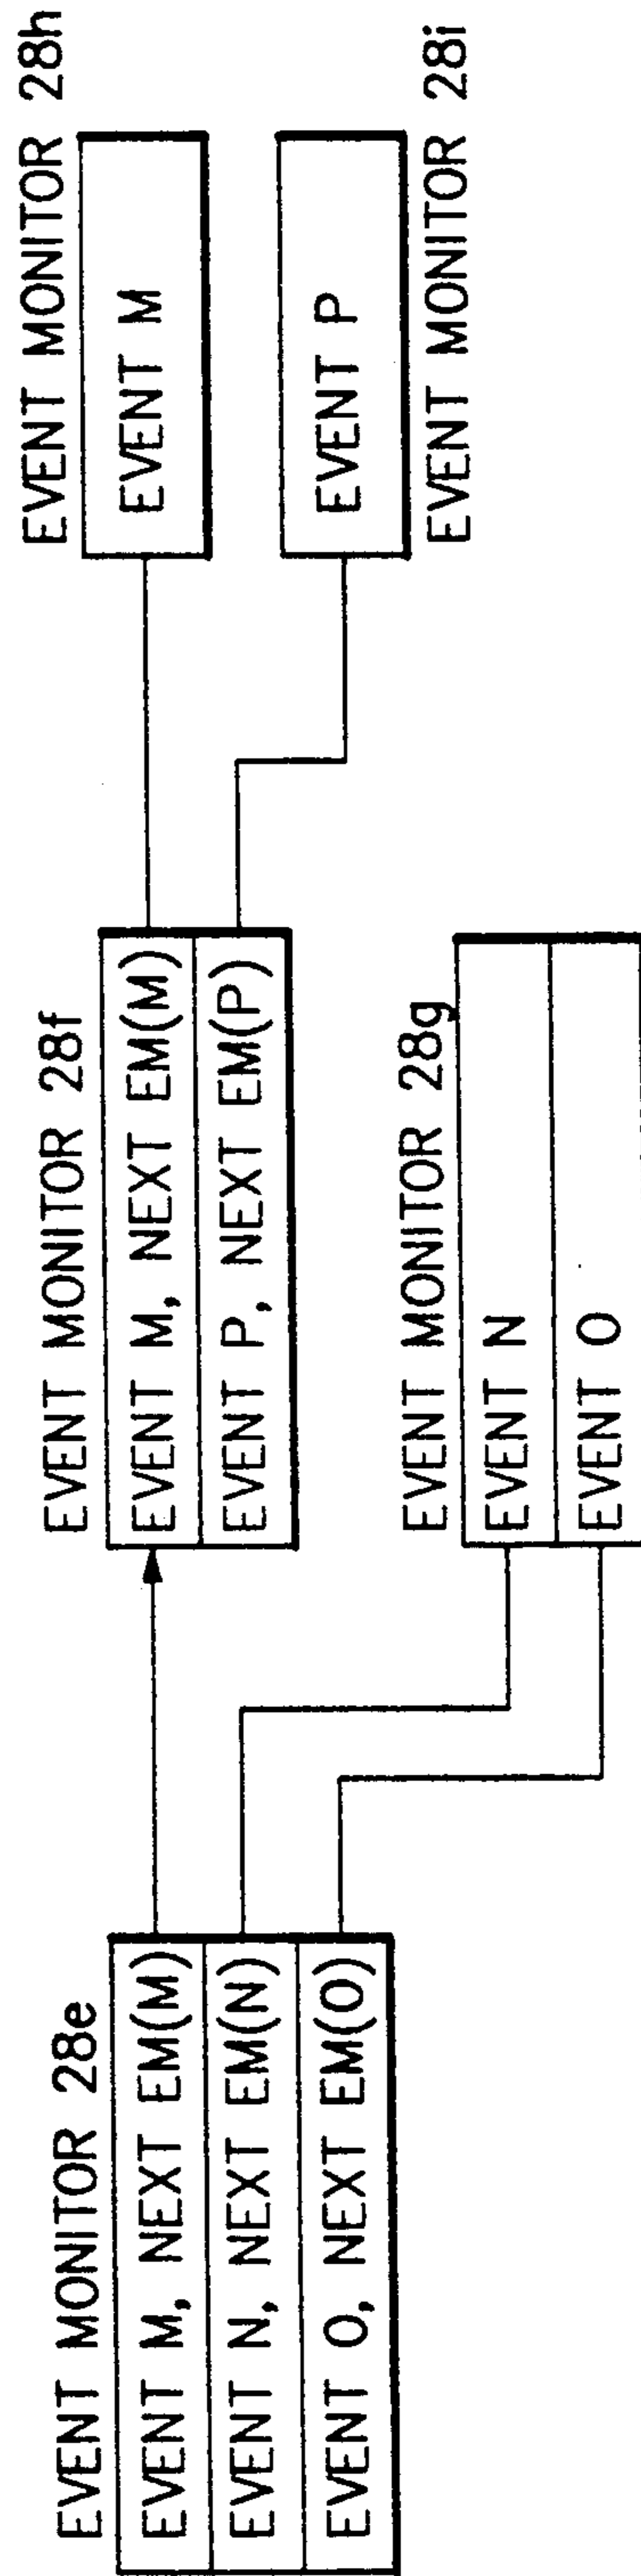 EVENT MONITOR 28e
EVENT M, NEXT EM(M)
EVENT N, NEXT EM(N)
EVENT O, NEXT EM(O)
EVENT MONITOR 28f
EVENT M, NEXT EM(M)
EVENT P, NEXT EM(P)
EVENT MONITOR 28g
EVENT N
EVENT O
EVENT MONITOR 28h
EVENT M
EVENT P
EVENT MONITOR 28i